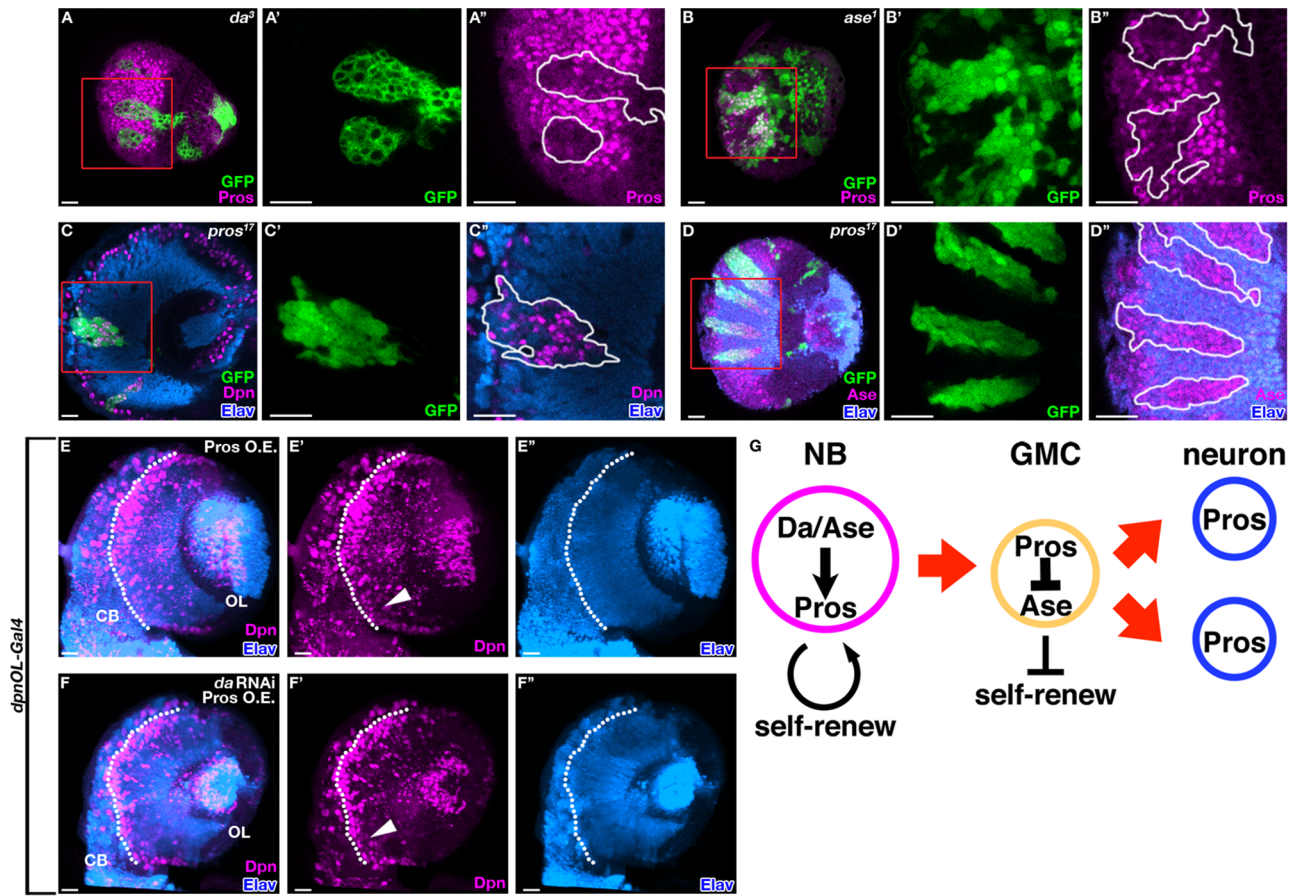 A
da³
GFP
Pros
A'
GFP
A"
Pros
B
ase¹
GFP
Pros
B'
GFP
B"
Pros
C
pros¹⁷
GFP
Dpn
Elav
C'
GFP
C"
Dpn
Elav
D
pros¹⁷
GFP
Ase
Elav
D'
GFP
D"
Ase
Elav
dpnOL-Gal4
E
Pros O.E.
CB
OL
Dpn
Elav
E'
Dpn
E"
Elav
F
da RNAi
Pros O.E.
CB
OL
Dpn
Elav
F'
Dpn
F"
Elav
G
NB
GMC
neuron
Da/Ase
Pros
self-renew
Pros
Ase
self-renew
Pros
Pros